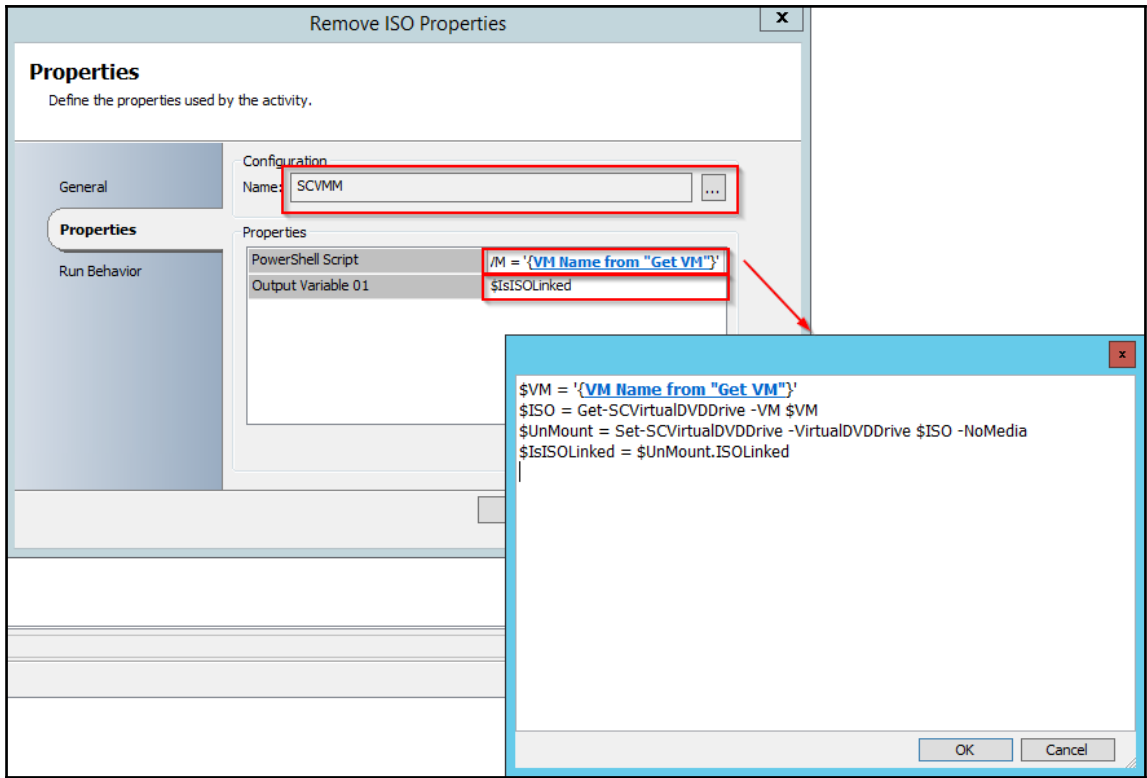 Remove ISO Properties
x
Properties
Define the properties used by the activity.
General
Properties
Run Behavior
Configuration
Name: SCVMM
...
Properties
PowerShell Script /M = '{VM Name from "Get VM"}'
Output Variable 01 $IsISOLinked
x
$VM = '{VM Name from "Get VM"}'
$ISO = Get-SCVirtualDVDDrive -VM $VM
$UnMount = Set-SCVirtualDVDDrive -VirtualDVDDrive $ISO -NoMedia
$IsISOLinked = $UnMount.ISOLinked
OK Cancel